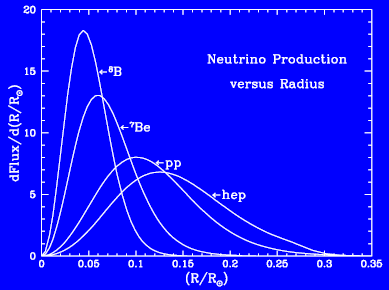 20
15
10
5
0
dFlux/d(R/R☉)
Neutrino Production
versus Radius
←⁸B
←⁷Be
←pp
←hep
0 0.05 0.1 0.15 0.2 0.25 0.3 0.35
(R/R☉)